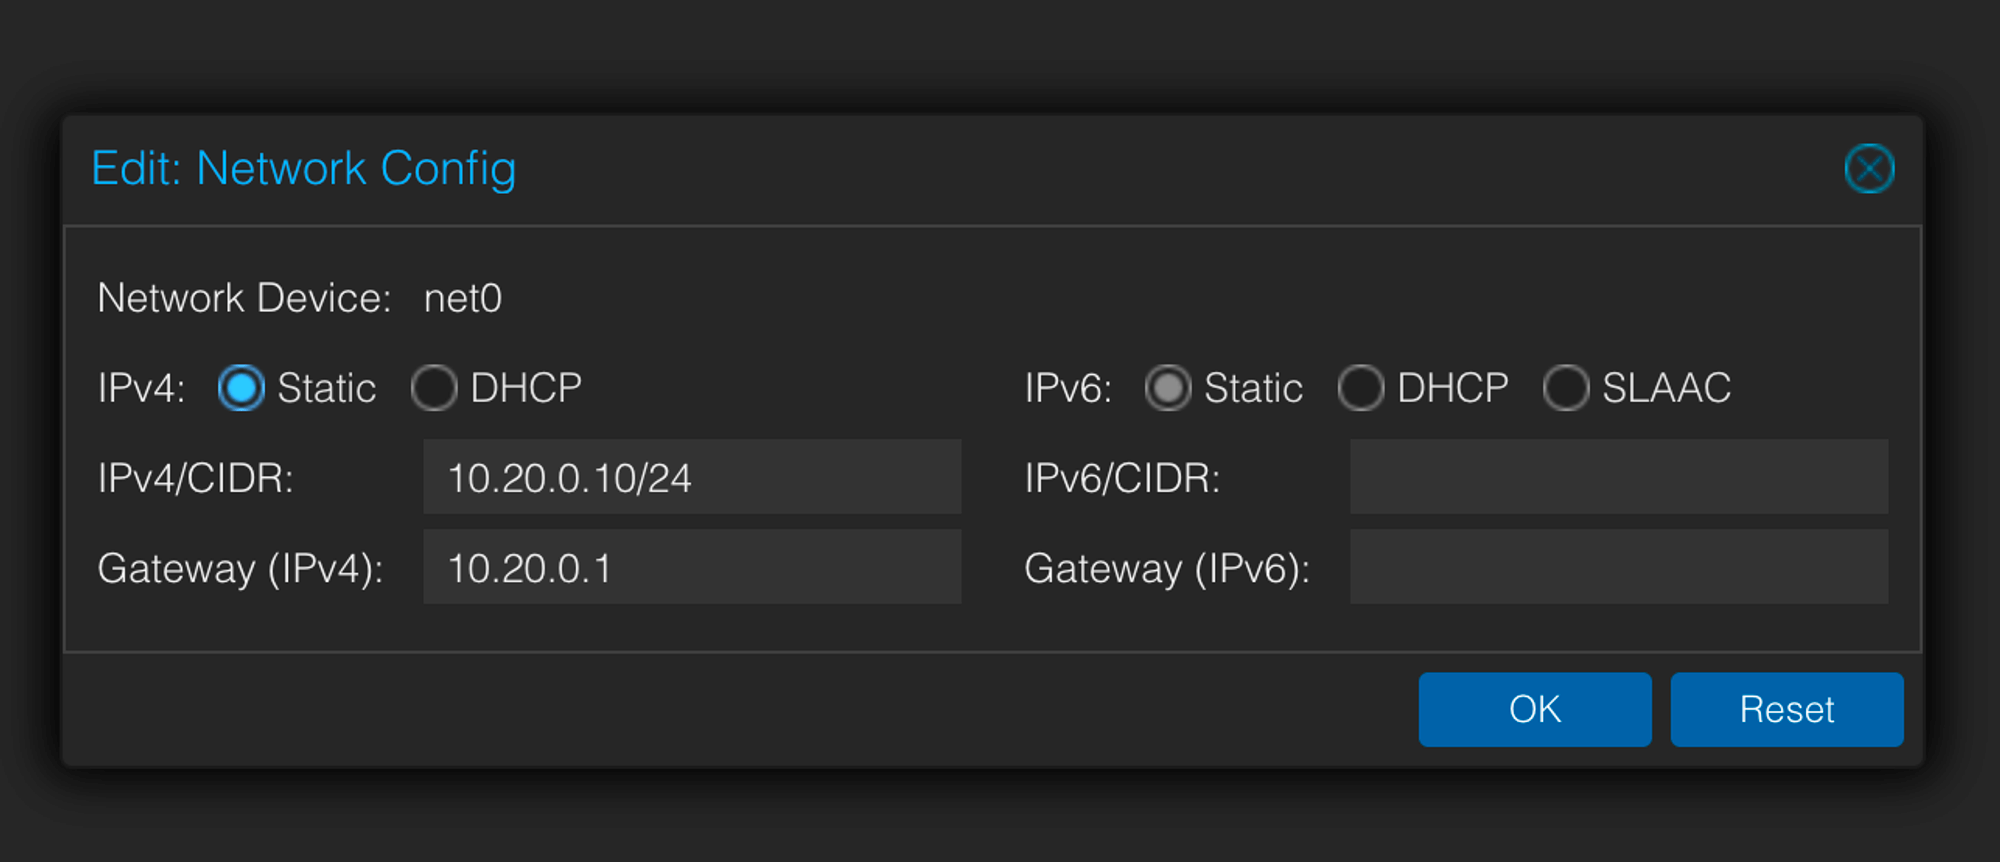 Edit: Network Config
Network Device: net0
IPv4: Static DHCP
IPv6: Static DHCP SLAAC
IPv4/CIDR: 10.20.0.10/24
IPv6/CIDR:
Gateway (IPv4): 10.20.0.1
Gateway (IPv6):
OK Reset